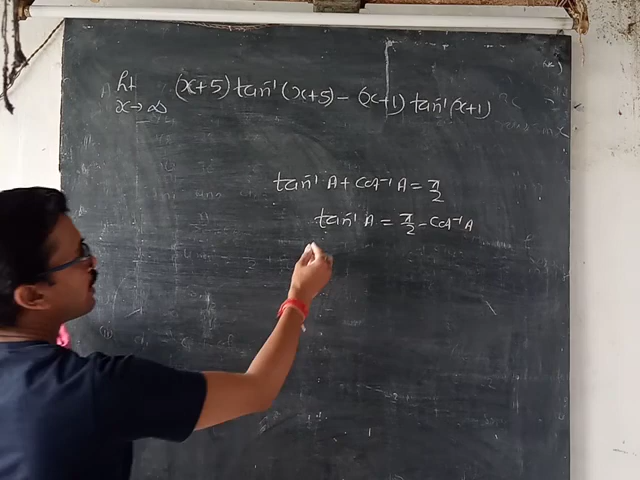 lt (x+5) tan⁻¹ (x+5) - (x+1) tan⁻¹ (x+1)
x→∞
tan⁻¹ A + cot⁻¹ A = π/2
tan⁻¹ A = π/2 - cot⁻¹ A